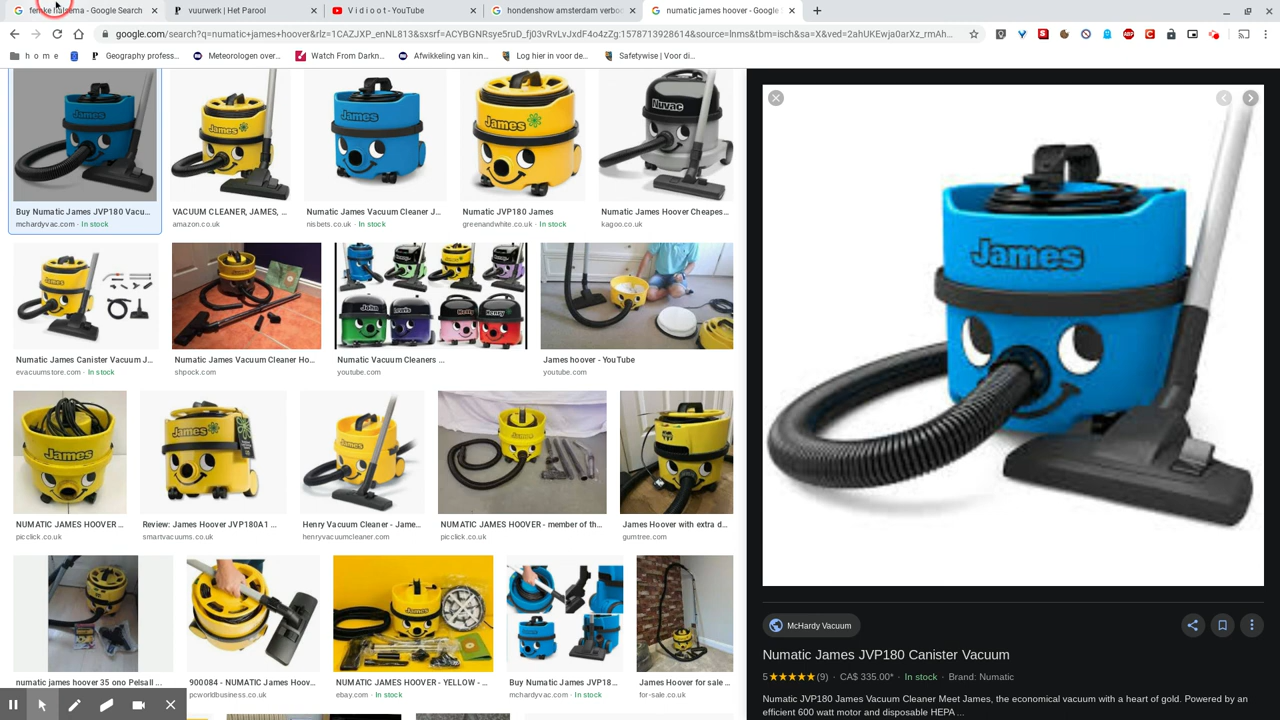 femke halsema - Google Search
vuurwerk | Het Parool
V i d i o o t - YouTube
hondenshow amsterdam verboo
numatic james hoover - Google
google.com/search?q=numatic+james+hoover&rlz=1CAZJXP_enNL813&sxsrf=ACYBGNRsye5ruD_fj03vRvLvJxdF4o4zZg:1578713928614&source=lnms&tbm=isch&sa=X&ved=2ahUKEwja0arXz_rmAh...
h o m e
Geography profess...
Meteorologen over...
Watch From Darkn...
Afwikkeling van kin...
Log hier in voor de...
Safetywise | Voor di...
James
James
James
James
Nuvac
Buy Numatic James JVP180 Vacu...
VACUUM CLEANER, JAMES, ...
Numatic James Vacuum Cleaner J...
Numatic JVP180 James
Numatic James Hoover Cheapes...
mchardyvac.com · In stock
amazon.co.uk
nisbets.co.uk · In stock
greenandwhite.co.uk · In stock
kagoo.co.uk
Numatic James Canister Vacuum J...
Numatic James Vacuum Cleaner Ho...
Numatic Vacuum Cleaners ...
James hoover - YouTube
evacuumstore.com · In stock
shpock.com
youtube.com
youtube.com
NUMATIC JAMES HOOVER ...
Review: James Hoover JVP180A1 ...
Henry Vacuum Cleaner - Jame...
NUMATIC JAMES HOOVER - member of th...
James Hoover with extra d...
picclick.co.uk
smartvacuums.co.uk
henryvacuumcleaner.com
picclick.co.uk
gumtree.com
numatic james hoover 35 ono Pelsall ...
900084 - NUMATIC James Hoov...
NUMATIC JAMES HOOVER - YELLOW - ...
Buy Numatic James JVP18...
James Hoover for sale ...
pcworldbusiness.co.uk
ebay.com · In stock
mchardyvac.com · In stock
for-sale.co.uk
James
McHardy Vacuum
Numatic James JVP180 Canister Vacuum
5 ★★★★★ (9) · CA$ 335.00* · In stock · Brand: Numatic
Numatic JVP180 James Vacuum Cleaner Meet James, the economical vacuum with a heart of gold. Powered by an
efficient 600 watt motor and disposable HEPA ...